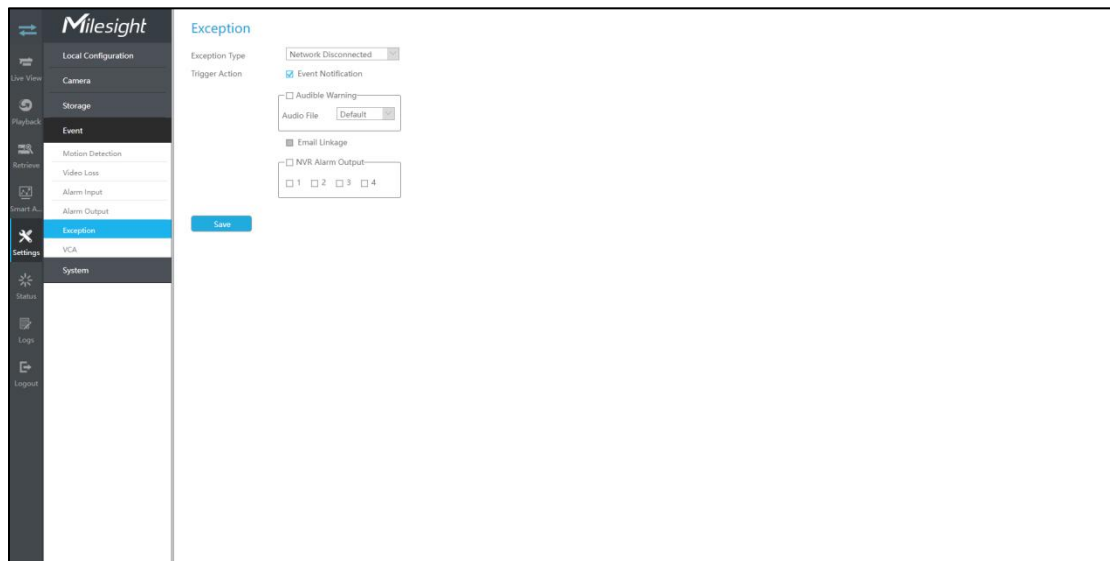 Milesight
Live View
Playback
Retrieve
Smart A...
Settings
Status
Logs
Logout
Local Configuration
Camera
Storage
Event
Motion Detection
Video Loss
Alarm Input
Alarm Output
Exception
VCA
System
Exception
Exception Type Network Disconnected
Trigger Action Event Notification
Audible Warning
Audio File Default
Email Linkage
NVR Alarm Output
1 2 3 4
Save